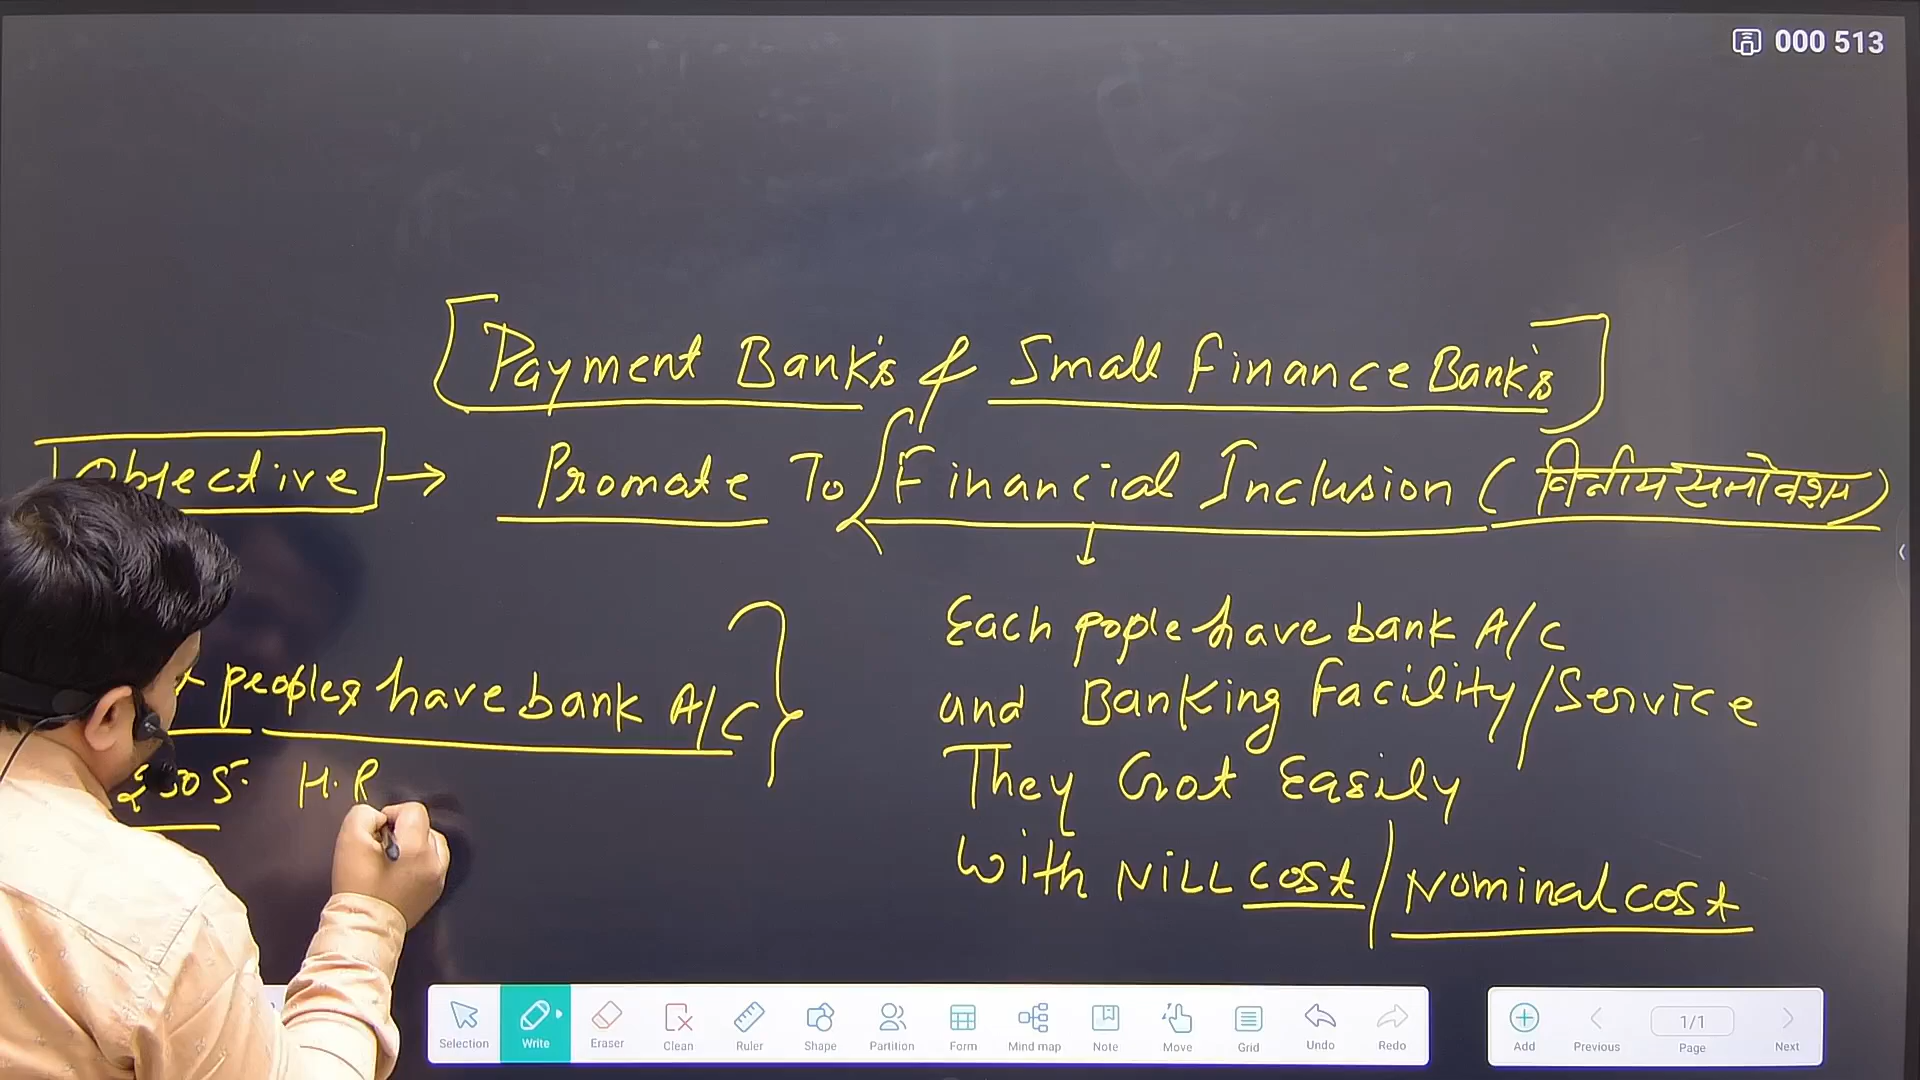 000 513
[Payment Bank's & Small Finance Bank's]
Objective → Promote To Financial Inclusion (वित्तीय समावेशन)
peoples have bank A/C
Each pople have bank A/C
and Banking Facility/Service
They Got Easily
With NILL cost / Nominal cost
H.R
Selection Write Eraser Clean Ruler Shape Partition Form Mind map Note Move Grid Undo Redo
Add Previous 1/1 Page Next